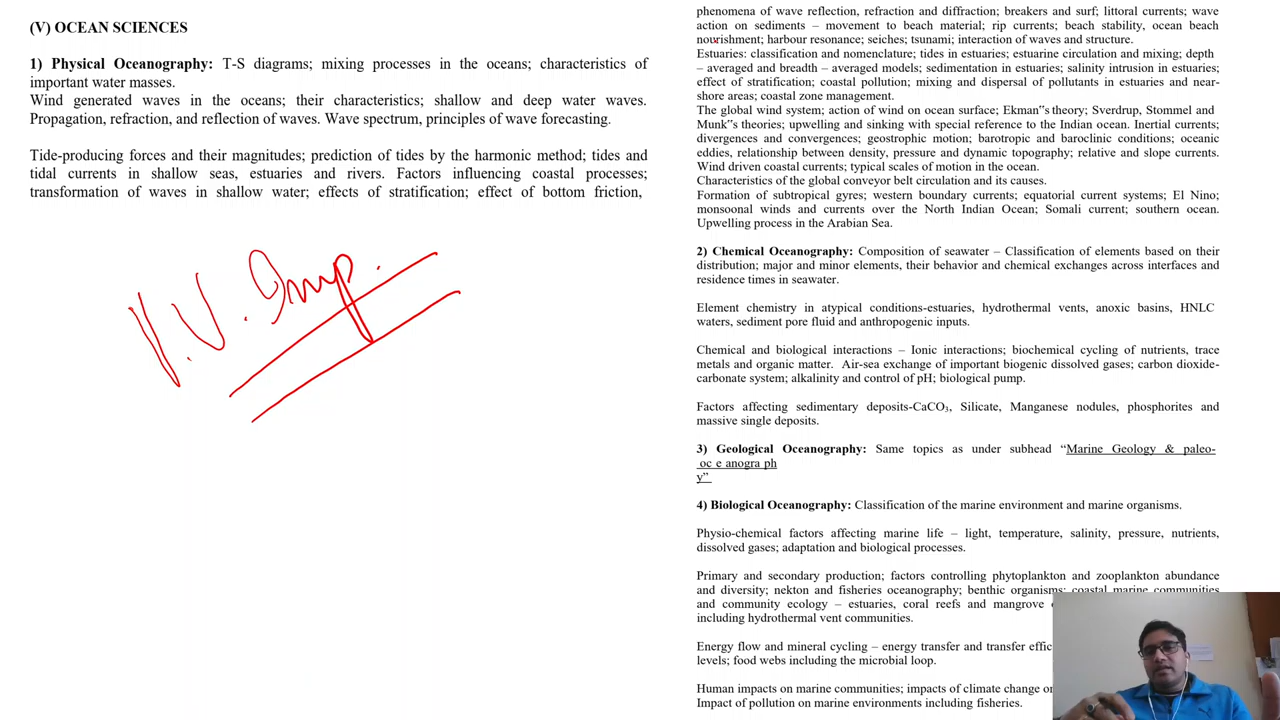 (V) OCEAN SCIENCES
1) Physical Oceanography: T-S diagrams; mixing processes in the oceans; characteristics of
important water masses.
Wind generated waves in the oceans; their characteristics; shallow and deep water waves.
Propagation, refraction, and reflection of waves. Wave spectrum, principles of wave forecasting.
Tide-producing forces and their magnitudes; prediction of tides by the harmonic method; tides and
tidal currents in shallow seas, estuaries and rivers. Factors influencing coastal processes;
transformation of waves in shallow water; effects of stratification; effect of bottom friction,
V.V. Imp.
phenomena of wave reflection, refraction and diffraction; breakers and surf; littoral currents; wave
action on sediments – movement to beach material; rip currents; beach stability, ocean beach
nourishment; harbour resonance; seiches; tsunami; interaction of waves and structure.
Estuaries: classification and nomenclature; tides in estuaries; estuarine circulation and mixing; depth
– averaged and breadth – averaged models; sedimentation in estuaries; salinity intrusion in estuaries;
effect of stratification; coastal pollution; mixing and dispersal of pollutants in estuaries and near-
shore areas; coastal zone management.
The global wind system; action of wind on ocean surface; Ekman‟s theory; Sverdrup, Stommel and
Munk‟s theories; upwelling and sinking with special reference to the Indian ocean. Inertial currents;
divergences and convergences; geostrophic motion; barotropic and baroclinic conditions; oceanic
eddies, relationship between density, pressure and dynamic topography; relative and slope currents.
Wind driven coastal currents; typical scales of motion in the ocean.
Characteristics of the global conveyor belt circulation and its causes.
Formation of subtropical gyres; western boundary currents; equatorial current systems; El Nino;
monsoonal winds and currents over the North Indian Ocean; Somali current; southern ocean.
Upwelling process in the Arabian Sea.
2) Chemical Oceanography: Composition of seawater – Classification of elements based on their
distribution; major and minor elements, their behavior and chemical exchanges across interfaces and
residence times in seawater.
Element chemistry in atypical conditions-estuaries, hydrothermal vents, anoxic basins, HNLC
waters, sediment pore fluid and anthropogenic inputs.
Chemical and biological interactions – Ionic interactions; biochemical cycling of nutrients, trace
metals and organic matter. Air-sea exchange of important biogenic dissolved gases; carbon dioxide-
carbonate system; alkalinity and control of pH; biological pump.
Factors affecting sedimentary deposits-CaCO₃, Silicate, Manganese nodules, phosphorites and
massive single deposits.
3) Geological Oceanography: Same topics as under subhead “Marine Geology & paleo-
oc e anogra ph
y”
4) Biological Oceanography: Classification of the marine environment and marine organisms.
Physio-chemical factors affecting marine life – light, temperature, salinity, pressure, nutrients,
dissolved gases; adaptation and biological processes.
Primary and secondary production; factors controlling phytoplankton and zooplankton abundance
and diversity; nekton and fisheries oceanography; benthic organisms; coastal marine communities
and community ecology – estuaries, coral reefs and mangrove
including hydrothermal vent communities.
Energy flow and mineral cycling – energy transfer and transfer
levels; food webs including the microbial loop.
Human impacts on marine communities; impacts of climate change
Impact of pollution on marine environments including fisheries.